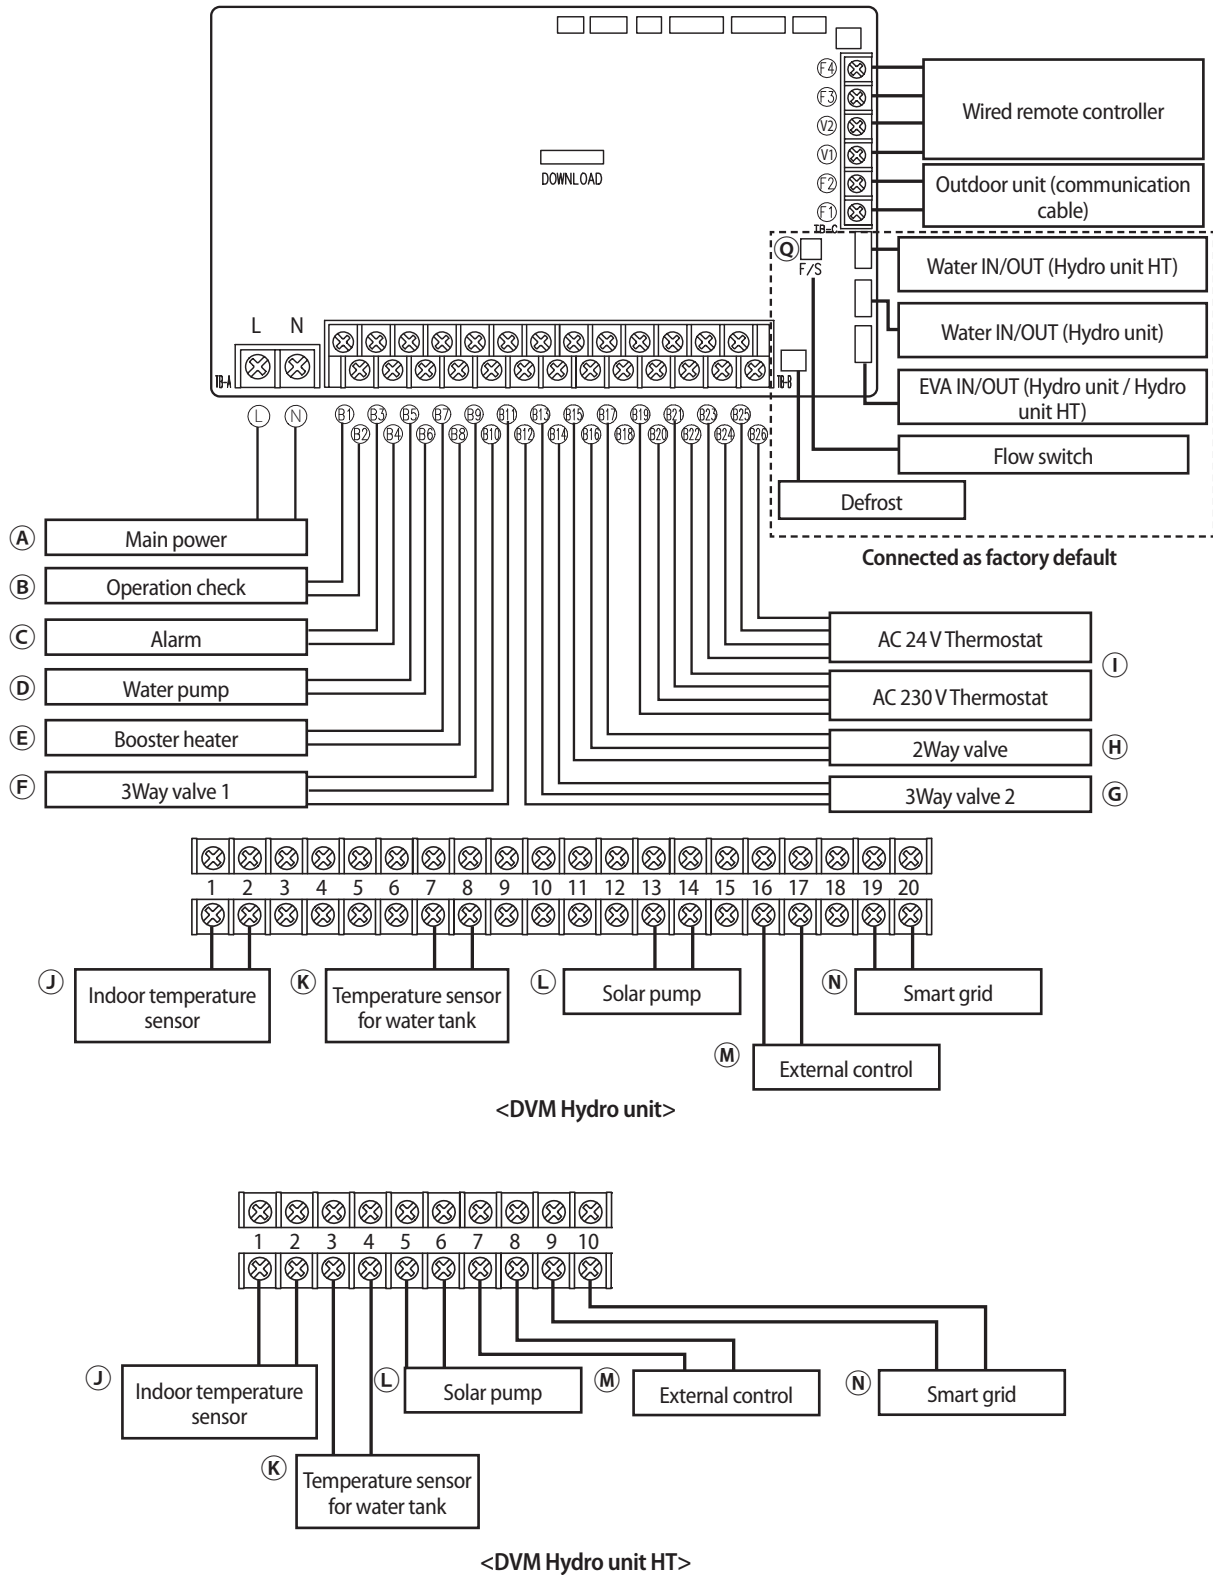 F4
F3
V2
V1
F2
F1
TB-C
Wired remote controller
Outdoor unit (communication
cable)
DOWNLOAD
Q
F/S
Water IN/OUT (Hydro unit HT)
Water IN/OUT (Hydro unit)
EVA IN/OUT (Hydro unit / Hydro
unit HT)
Flow switch
Defrost
Connected as factory default
L N
TB-A
TB-B
L N
B1 B3 B5 B7 B9 B11 B13 B15 B17 B19 B21 B23 B25
B2 B4 B6 B8 B10 B12 B14 B16 B18 B20 B22 B24 B26
A Main power
B Operation check
C Alarm
D Water pump
E Booster heater
F 3Way valve 1
AC 24 V Thermostat
I
AC 230 V Thermostat
2Way valve H
3Way valve 2 G
1 2 3 4 5 6 7 8 9 10 11 12 13 14 15 16 17 18 19 20
J Indoor temperature
sensor
K Temperature sensor
for water tank
L Solar pump
M External control
N Smart grid
<DVM Hydro unit>
1 2 3 4 5 6 7 8 9 10
J Indoor temperature
sensor
K Temperature sensor
for water tank
L Solar pump
M External control
N Smart grid
<DVM Hydro unit HT>